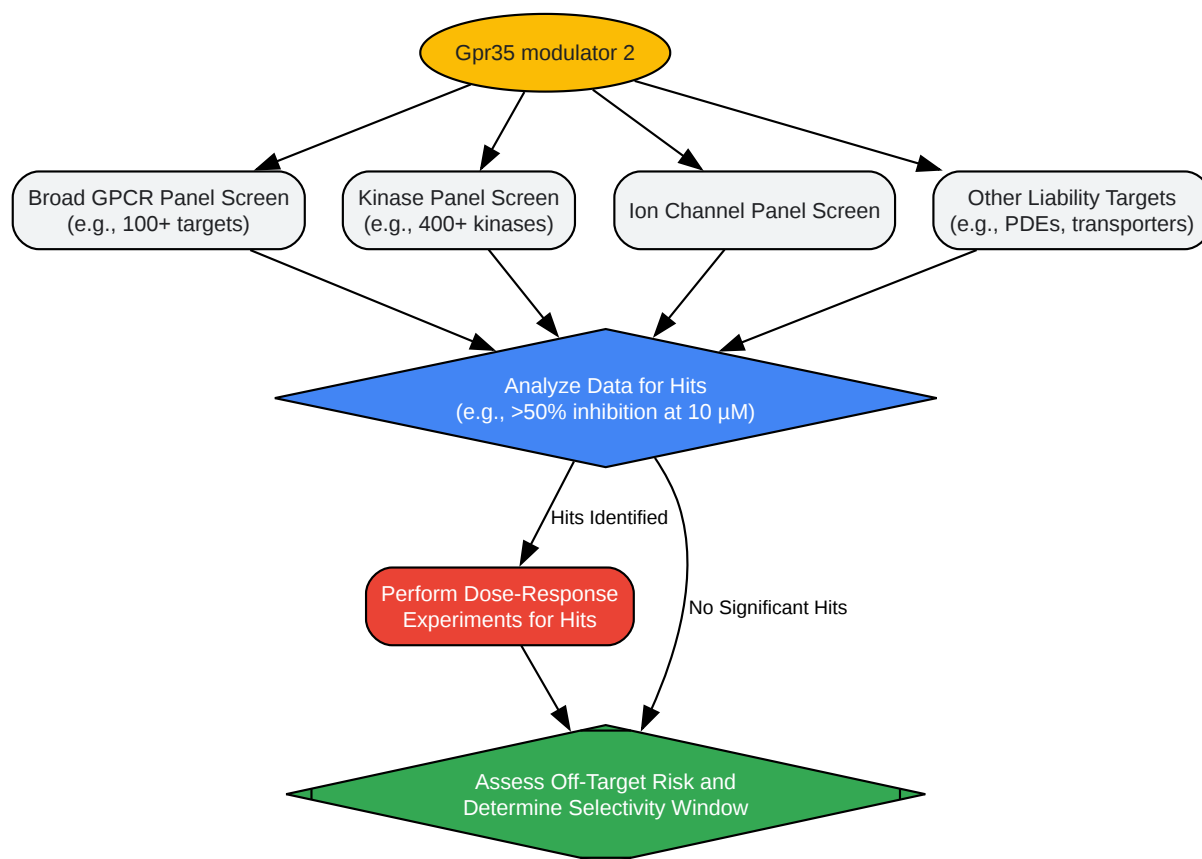 Gpr35 modulator 2
Broad GPCR Panel Screen
(e.g., 100+ targets)
Kinase Panel Screen
(e.g., 400+ kinases)
Ion Channel Panel Screen
Other Liability Targets
(e.g., PDEs, transporters)
Analyze Data for Hits
(e.g., >50% inhibition at 10 µM)
Hits Identified
Perform Dose-Response
Experiments for Hits
No Significant Hits
Assess Off-Target Risk and
Determine Selectivity Window